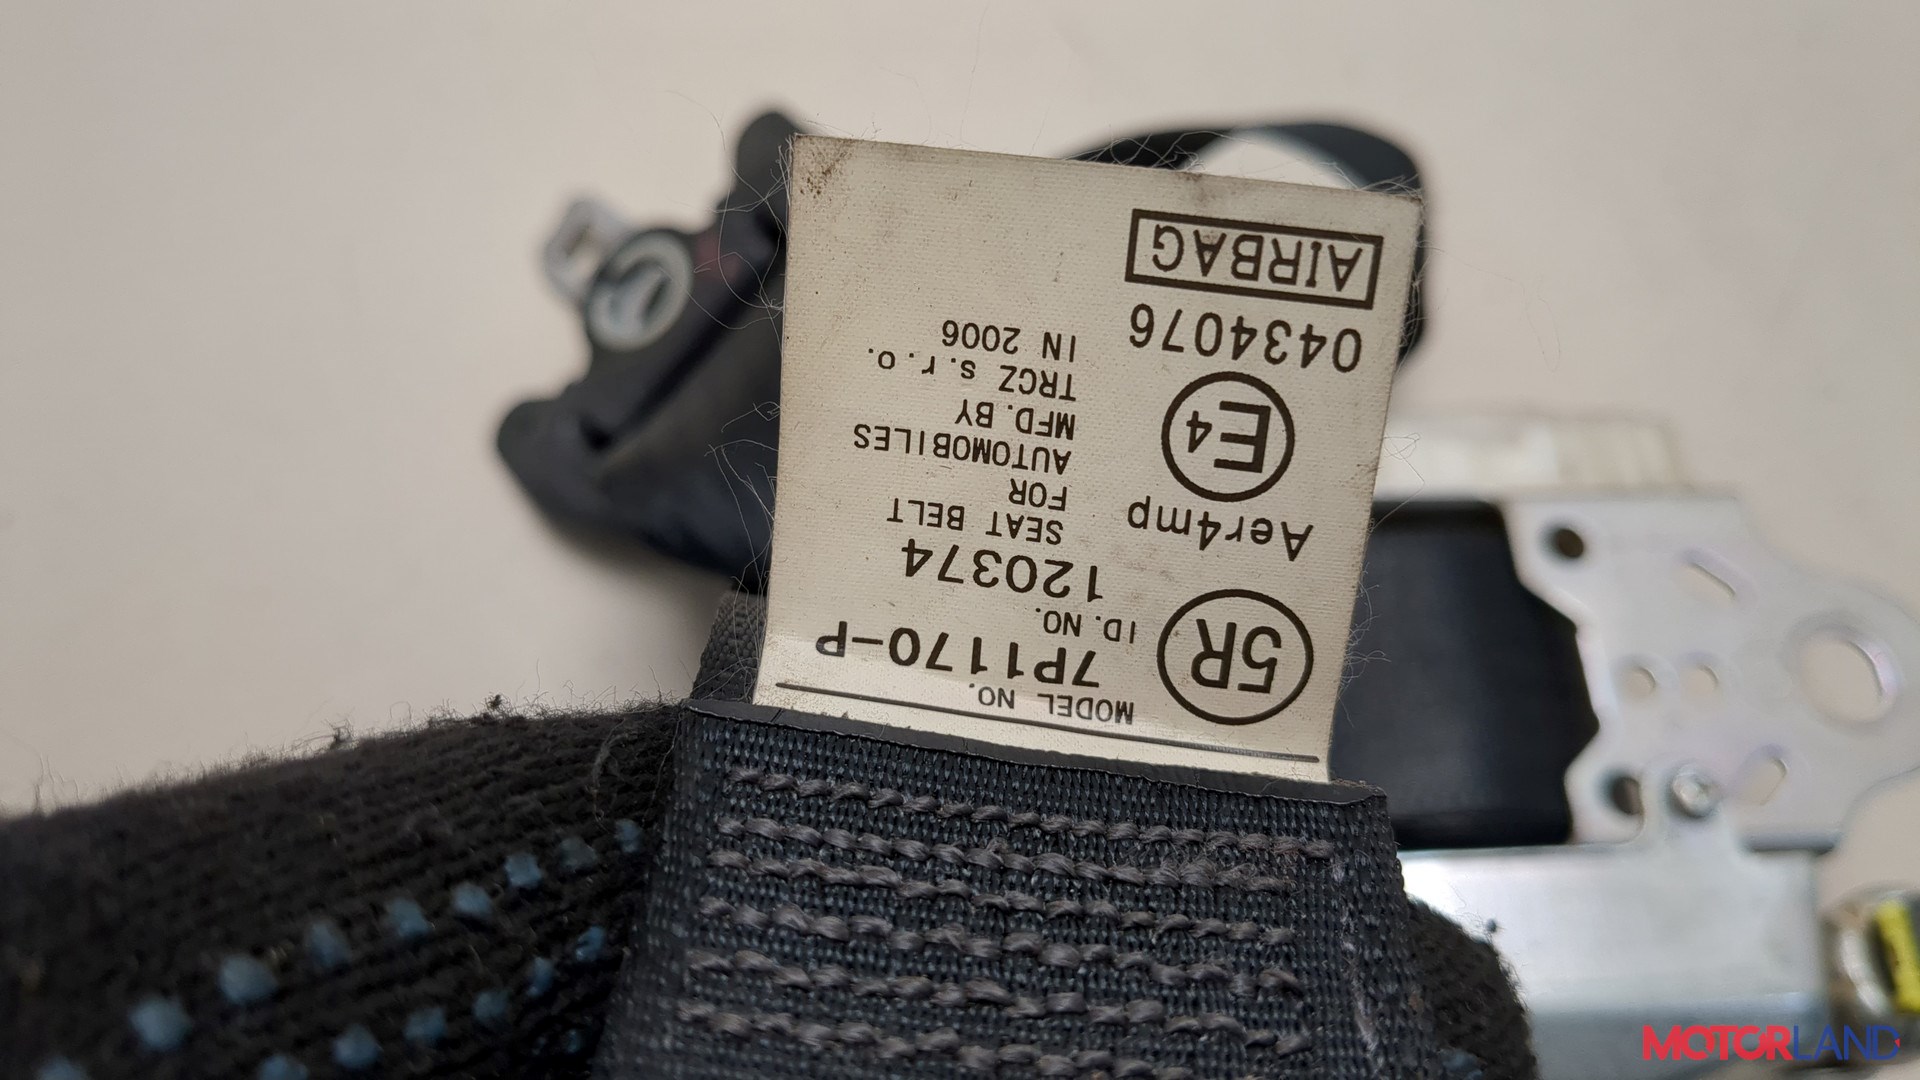 MODEL NO.
7P1170-P
I.D. NO.
120374
SEAT BELT
FOR
AUTOMOBILES
MFD. BY
TRCZ s.r.o.
IN 2006
5R
Aer4mp
E4
0434076
AIRBAG
MOTORLAND